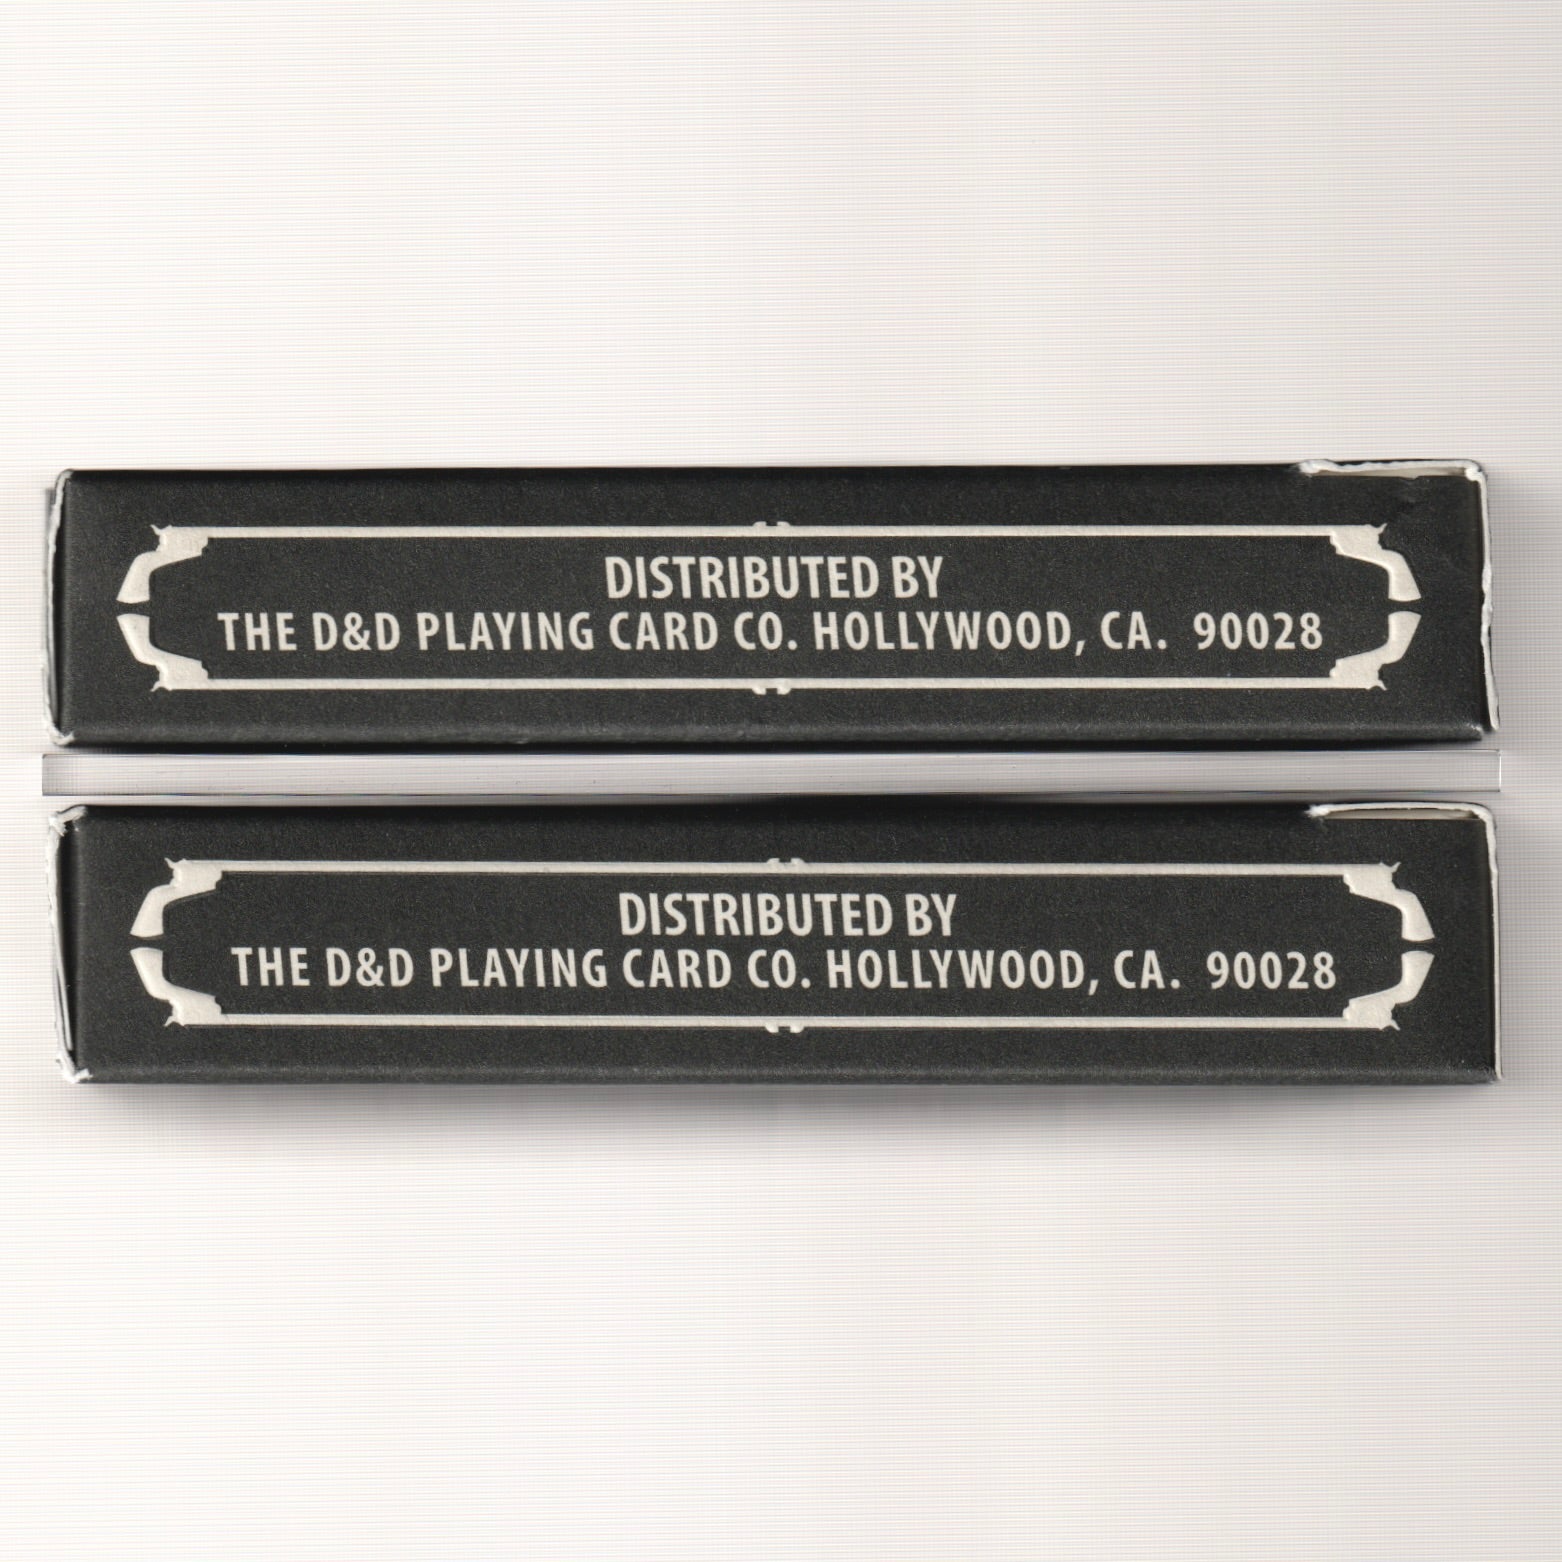 DISTRIBUTED BY
THE D&D PLAYING CARD CO. HOLLYWOOD, CA. 90028
DISTRIBUTED BY
THE D&D PLAYING CARD CO. HOLLYWOOD, CA. 90028